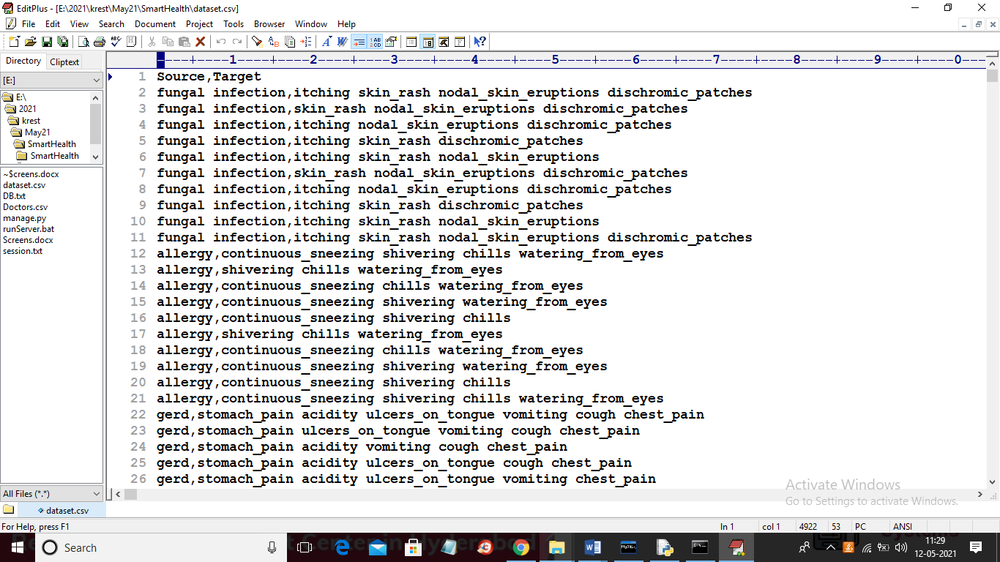 EditPlus - [E:\2021\krest\May21\SmartHealth\dataset.csv]
File Edit View Search Document Project Tools Browser Window Help
Directory Cliptext
[E:]
E:\
2021
krest
May21
SmartHealth
SmartHealth
~$creens.docx
dataset.csv
DB.txt
Doctors.csv
manage.py
runServer.bat
Screens.docx
session.txt
All Files (*.*)
----+----1----+----2----+----3----+----4----+----5----+----6----+----7----+----8----+----9----+----0----
1 Source,Target
2 fungal infection,itching skin_rash nodal_skin_eruptions dischromic_patches
3 fungal infection,skin_rash nodal_skin_eruptions dischromic_patches
4 fungal infection,itching nodal_skin_eruptions dischromic_patches
5 fungal infection,itching skin_rash dischromic_patches
6 fungal infection,itching skin_rash nodal_skin_eruptions
7 fungal infection,skin_rash nodal_skin_eruptions dischromic_patches
8 fungal infection,itching nodal_skin_eruptions dischromic_patches
9 fungal infection,itching skin_rash dischromic_patches
10 fungal infection,itching skin_rash nodal_skin_eruptions
11 fungal infection,itching skin_rash nodal_skin_eruptions dischromic_patches
12 allergy,continuous_sneezing shivering chills watering_from_eyes
13 allergy,shivering chills watering_from_eyes
14 allergy,continuous_sneezing chills watering_from_eyes
15 allergy,continuous_sneezing shivering watering_from_eyes
16 allergy,continuous_sneezing shivering chills
17 allergy,shivering chills watering_from_eyes
18 allergy,continuous_sneezing chills watering_from_eyes
19 allergy,continuous_sneezing shivering watering_from_eyes
20 allergy,continuous_sneezing shivering chills
21 allergy,continuous_sneezing shivering chills watering_from_eyes
22 gerd,stomach_pain acidity ulcers_on_tongue vomiting cough chest_pain
23 gerd,stomach_pain ulcers_on_tongue vomiting cough chest_pain
24 gerd,stomach_pain acidity vomiting cough chest_pain
25 gerd,stomach_pain acidity ulcers_on_tongue cough chest_pain
26 gerd,stomach_pain acidity ulcers_on_tongue vomiting chest_pain
Activate Windows
Go to Settings to activate Windows.
dataset.csv
For Help, press F1 ln 1 col 1 4922 53 PC ANSI
Search
11:29
12-05-2021